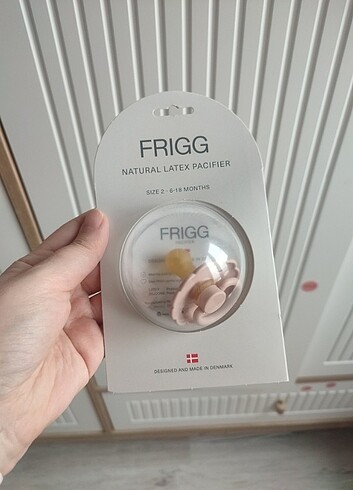 FRIGG
NATURAL LATEX PACIFIER
SIZE 2 - 6-18 MONTHS
FRIGG
DESIGNED AND MADE IN DENMARK